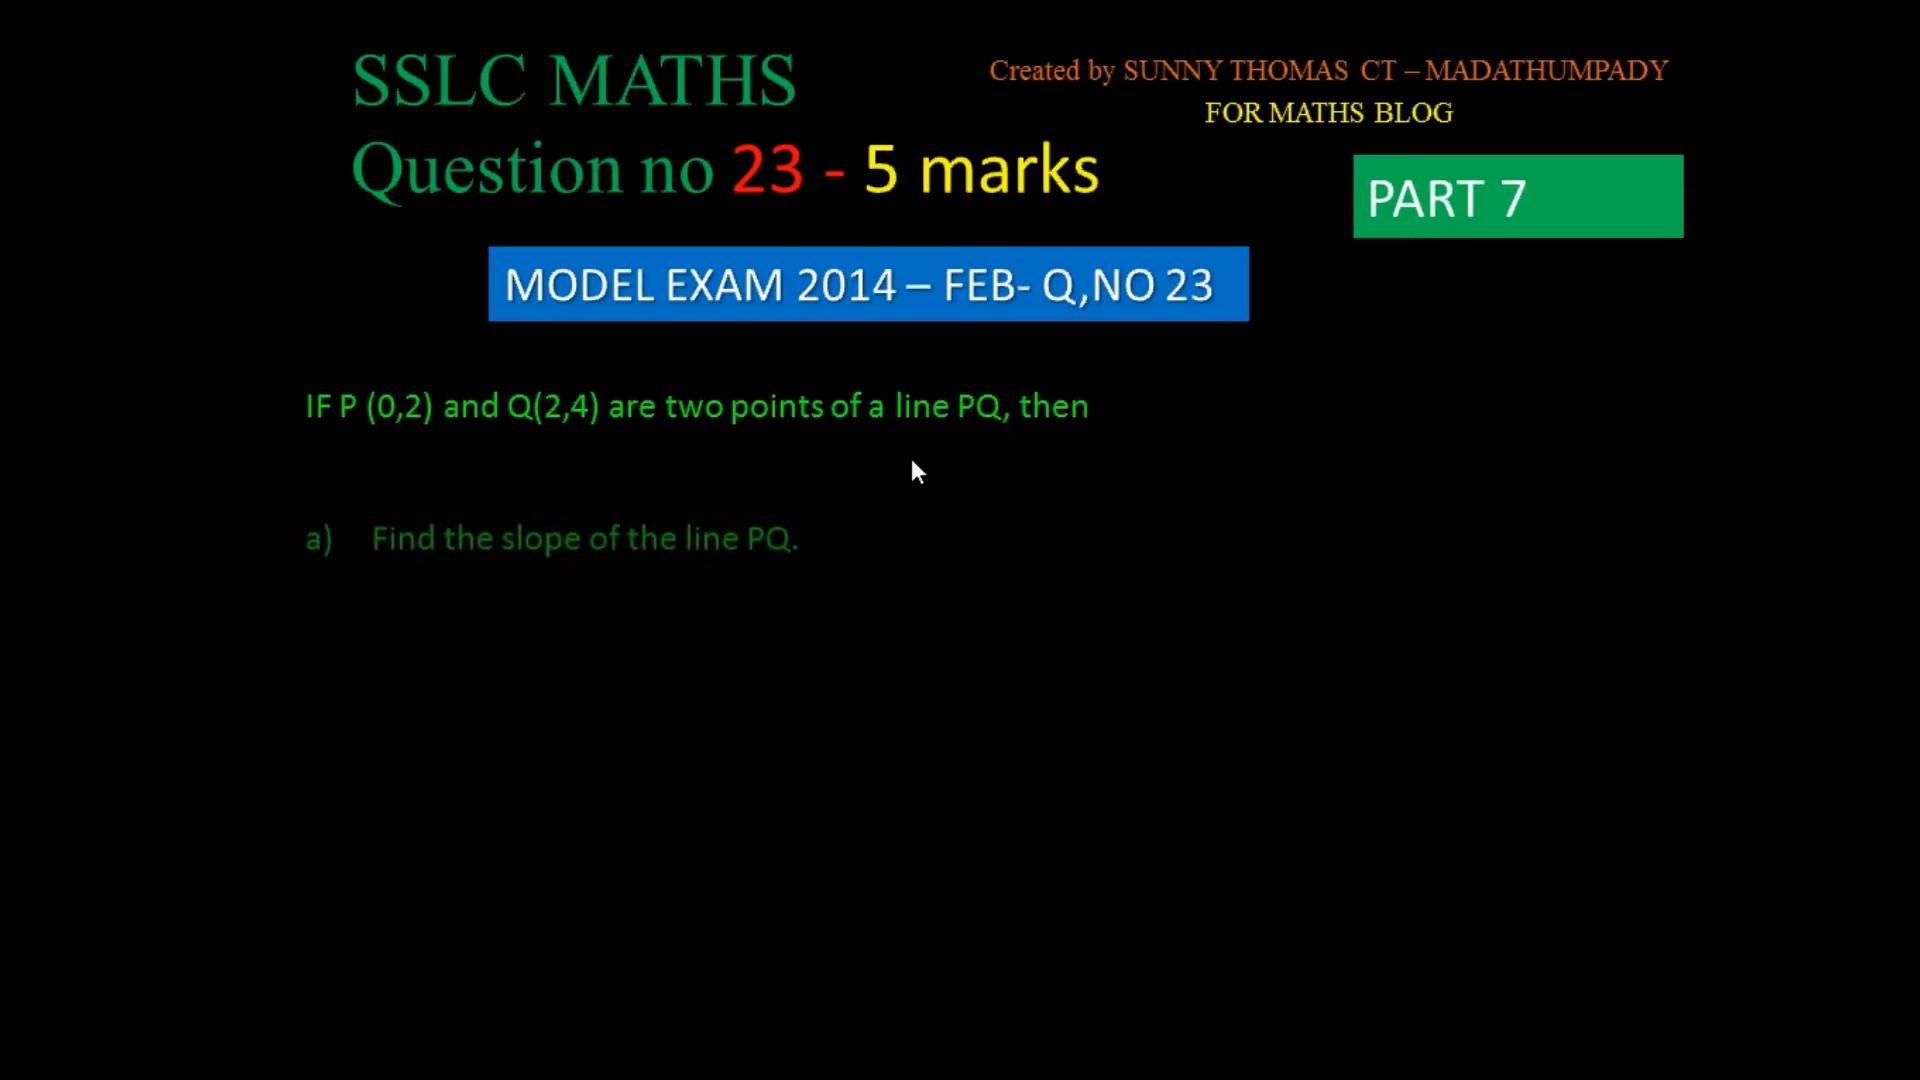 SSLC MATHS
Created by SUNNY THOMAS CT – MADATHUMPADY
FOR MATHS BLOG
Question no 23 - 5 marks
PART 7
MODEL EXAM 2014 – FEB- Q,NO 23
IF P (0,2) and Q(2,4) are two points of a line PQ, then
a) Find the slope of the line PQ.